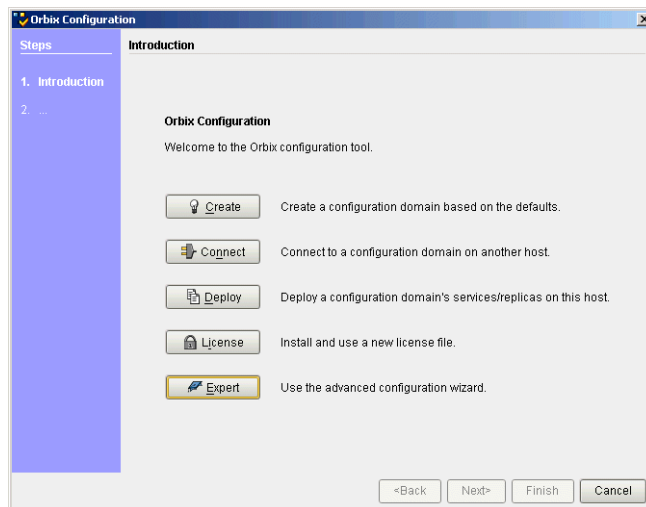 Orbix Configuration
Steps
Introduction
1. Introduction
2. ...
Orbix Configuration
Welcome to the Orbix configuration tool.
Create
Create a configuration domain based on the defaults.
Connect
Connect to a configuration domain on another host.
Deploy
Deploy a configuration domain's services/replicas on this host.
License
Install and use a new license file.
Expert
Use the advanced configuration wizard.
<Back Next> Finish Cancel